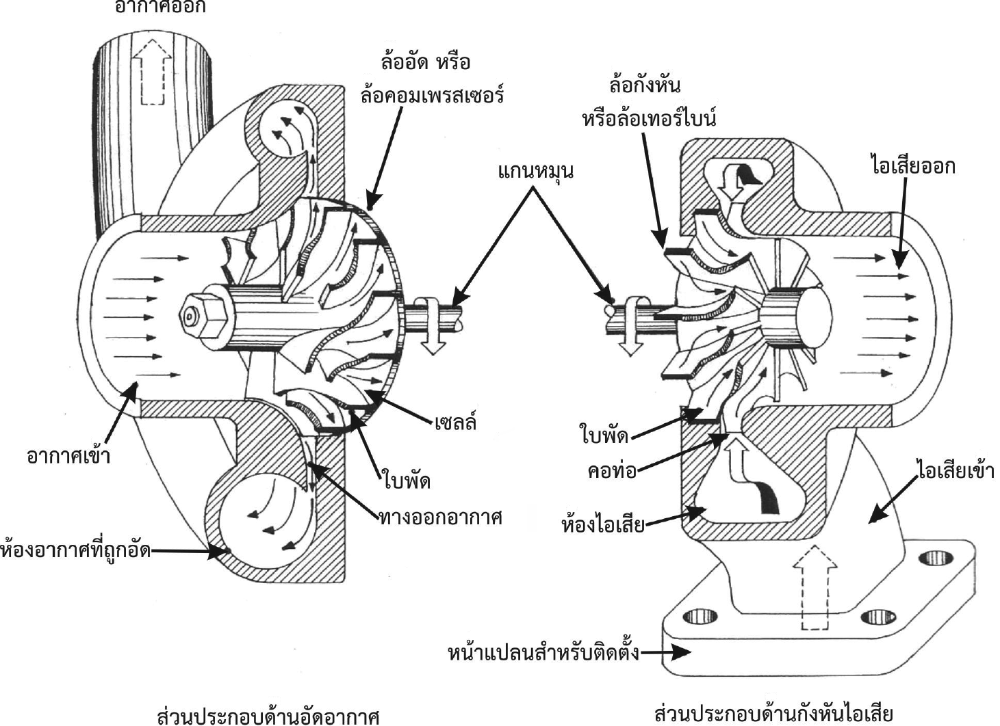 อากาศออก
ล้ออัด หรือ
ล้อคอมเพรสเซอร์
แกนหมุน
ล้อกังหัน
หรือล้อเทอร์ไบน์
ไอเสียออก
อากาศเข้า
เซลล์
ใบพัด
ทางออกอากาศ
ห้องอากาศที่ถูกอัด
ใบพัด
คอท่อ
ห้องไอเสีย
ไอเสียเข้า
หน้าแปลนสำหรับติดตั้ง
ส่วนประกอบด้านอัดอากาศ
ส่วนประกอบด้านกังหันไอเสีย